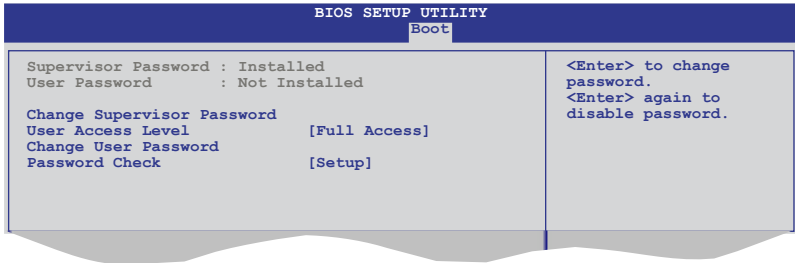 BIOS SETUP UTILITY
Boot
Supervisor Password : Installed
User Password : Not Installed
Change Supervisor Password
User Access Level [Full Access]
Change User Password
Password Check [Setup]
<Enter> to change
password.
<Enter> again to
disable password.